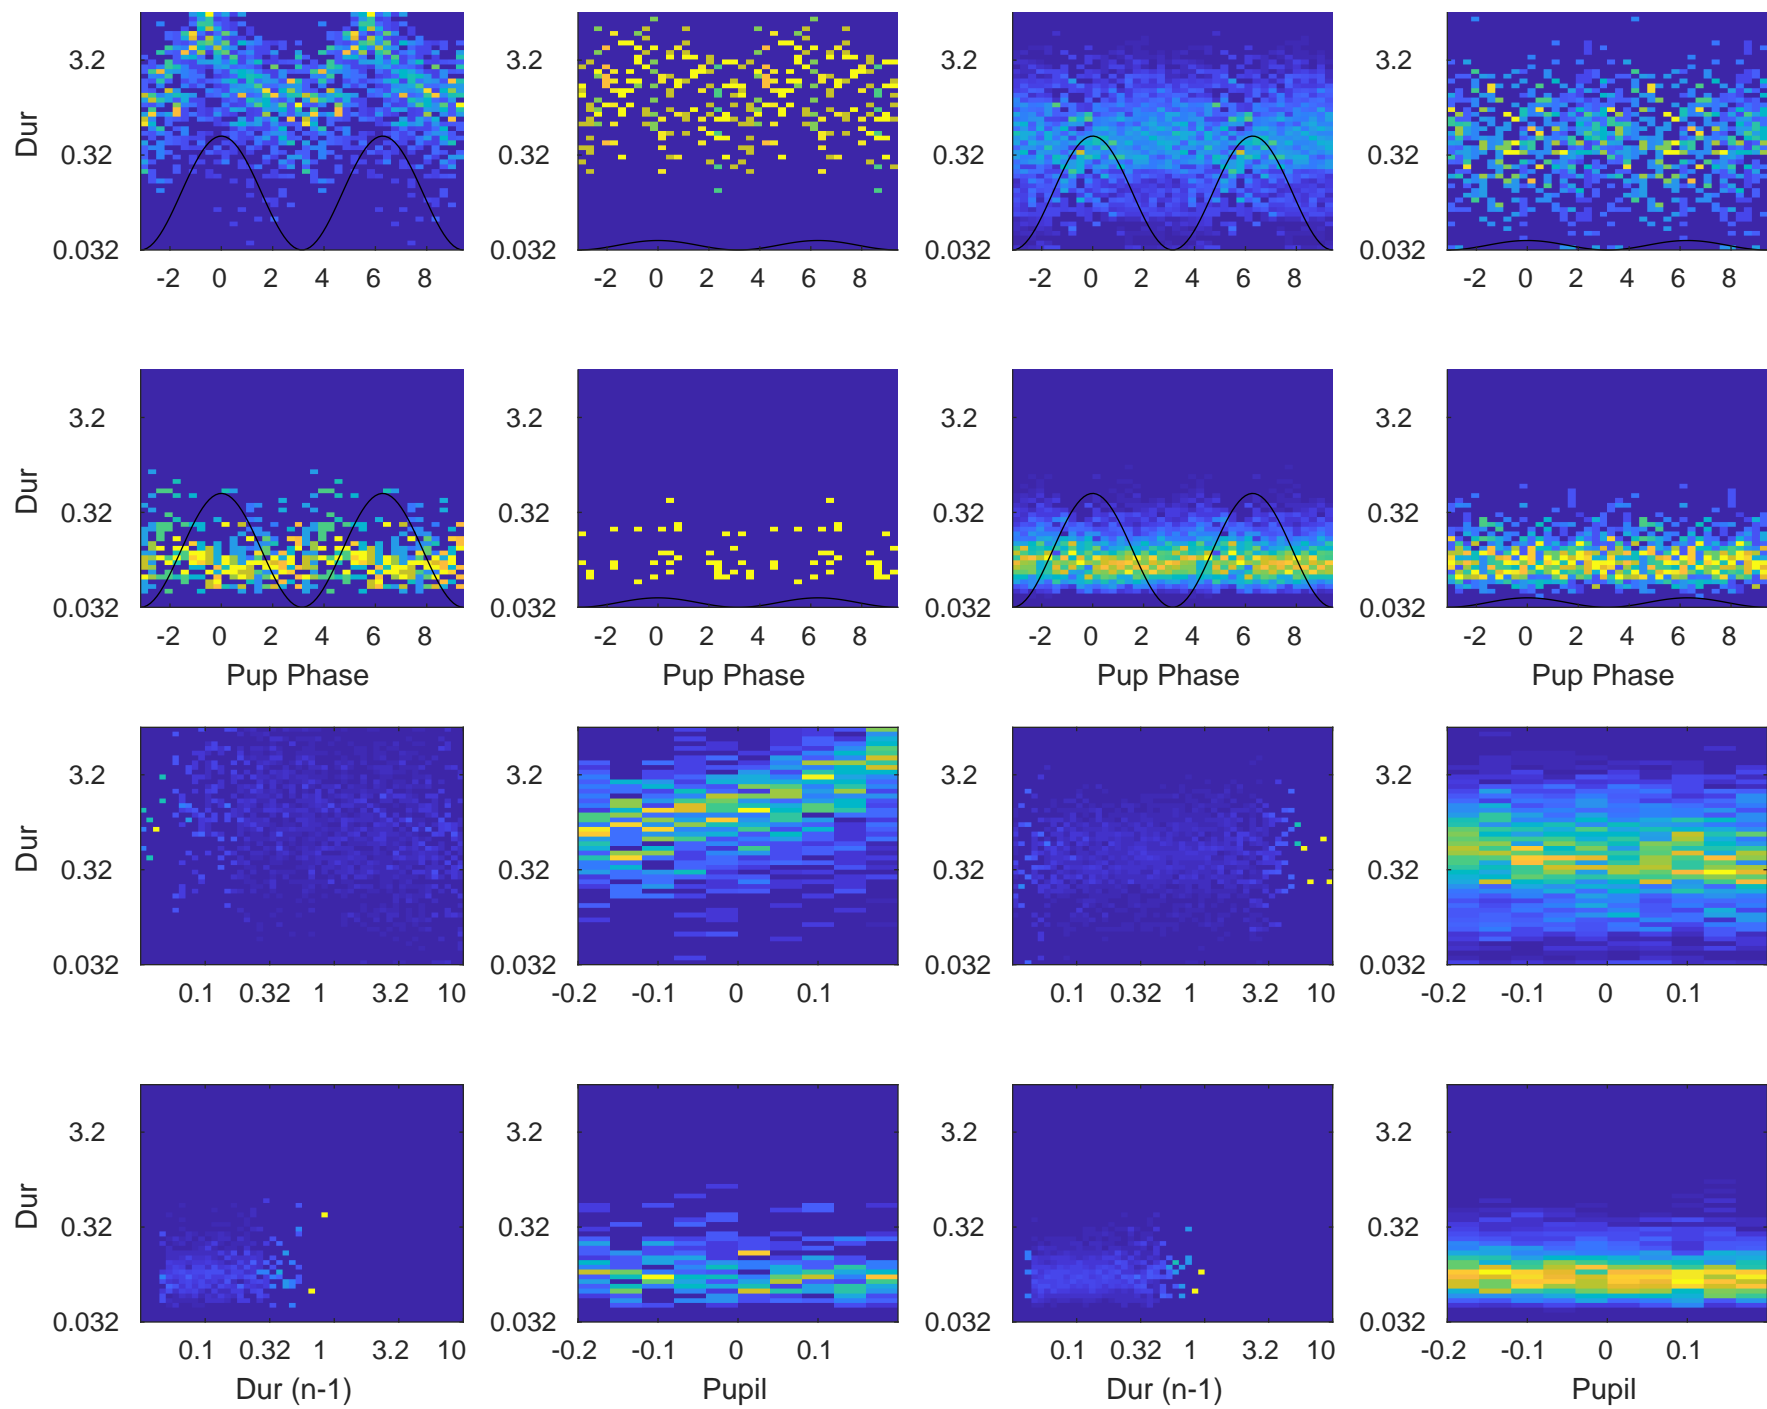 3.2 3.2 3.2 3.2
Dur
0.32 0.32 0.32 0.32
0.032 0.032 0.032 0.032
-2 0 2 4 6 8 -2 0 2 4 6 8 -2 0 2 4 6 8 -2 0 2 4 6 8
3.2 3.2 3.2 3.2
Dur
0.32 0.32 0.32 0.32
0.032 0.032 0.032 0.032
-2 0 2 4 6 8 -2 0 2 4 6 8 -2 0 2 4 6 8 -2 0 2 4 6 8
Pup Phase Pup Phase Pup Phase Pup Phase
3.2 3.2 3.2 3.2
Dur
0.32 0.32 0.32 0.32
0.032 0.032 0.032 0.032
0.1 0.32 1 3.2 10 -0.2 -0.1 0 0.1 0.1 0.32 1 3.2 10 -0.2 -0.1 0 0.1
3.2 3.2 3.2 3.2
Dur
0.32 0.32 0.32 0.32
0.032 0.032 0.032 0.032
0.1 0.32 1 3.2 10 -0.2 -0.1 0 0.1 0.1 0.32 1 3.2 10 -0.2 -0.1 0 0.1
Dur (n-1) Pupil Dur (n-1) Pupil